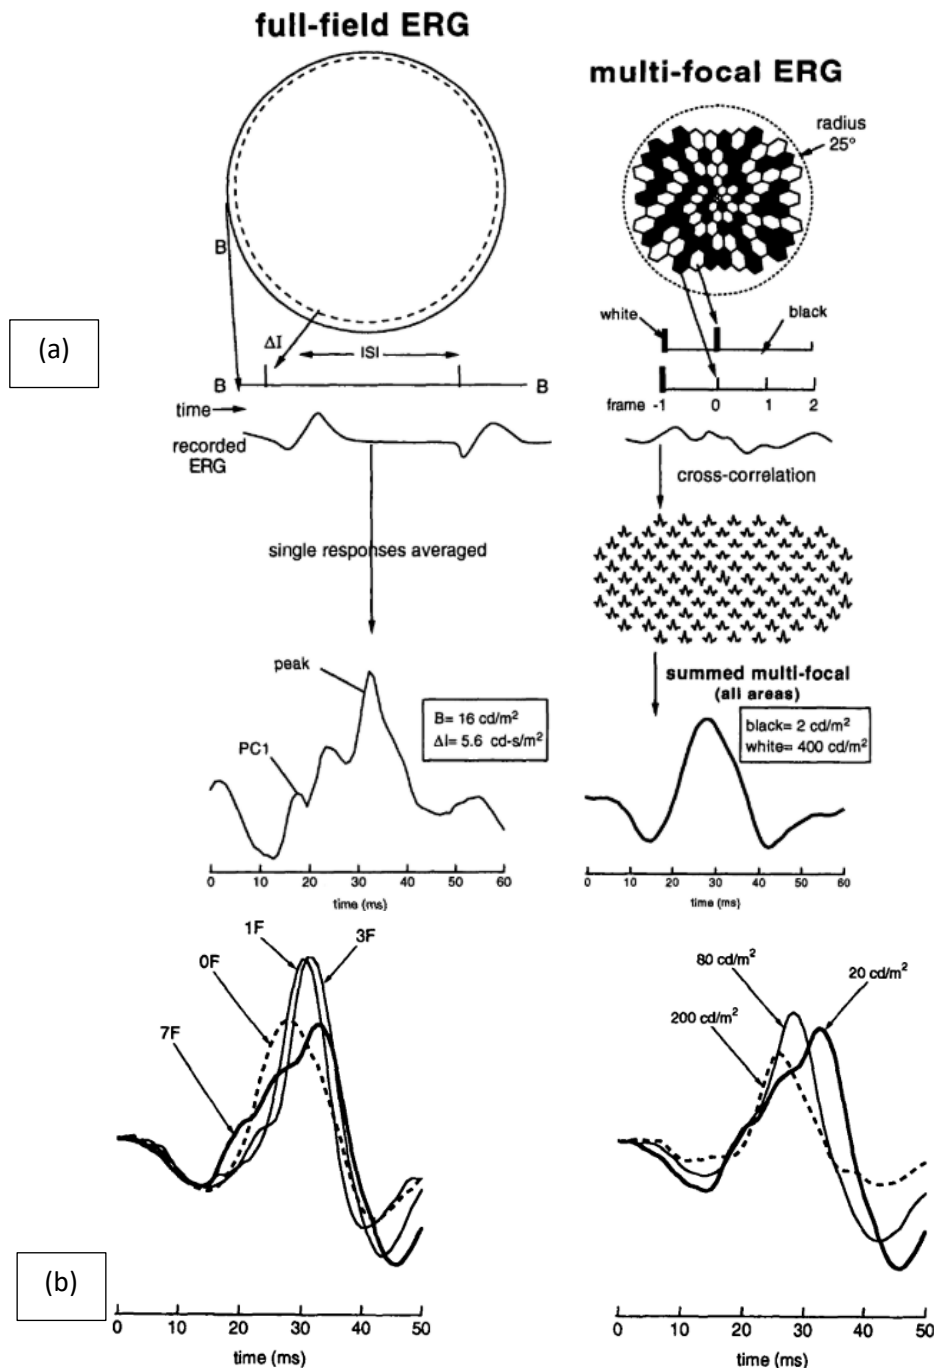 full-field ERG
B
ΔI
ISI
B
B
time
recorded
ERG
single responses averaged
peak
PC1
B= 16 cd/m²
ΔI= 5.6 cd-s/m²
0 10 20 30 40 50 60
time (ms)
multi-focal ERG
radius
25°
white
black
frame -1 0 1 2
cross-correlation
summed multi-focal
(all areas)
black= 2 cd/m²
white= 400 cd/m²
0 10 20 30 40 50 60
time (ms)
(a)
1F
3F
0F
7F
0 10 20 30 40 50
time (ms)
80 cd/m²
20 cd/m²
200 cd/m²
0 10 20 30 40 50
time (ms)
(b)